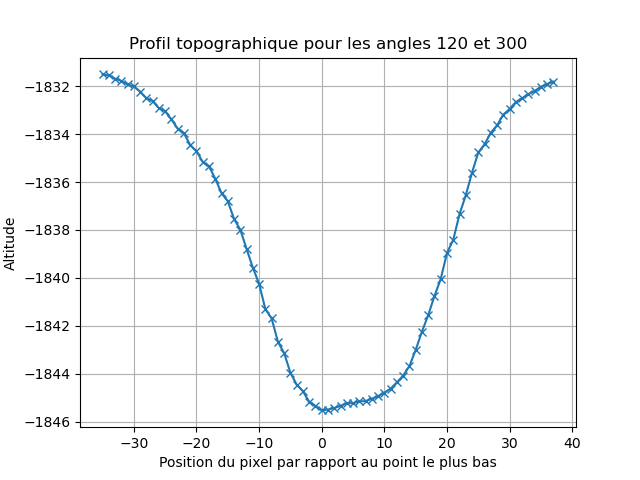 Profil topographique pour les angles 120 et 300
−1832
−1834
−1836
−1838
−1840
−1842
−1844
−1846
Altitude
−30 −20 −10 0 10 20 30 40
Position du pixel par rapport au point le plus bas